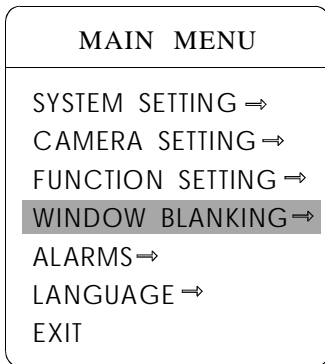 MAIN MENU
SYSTEM SETTING ⇒
CAMERA SETTING ⇒
FUNCTION SETTING ⇒
WINDOW BLANKING ⇒
ALARMS ⇒
LANGUAGE ⇒
EXIT